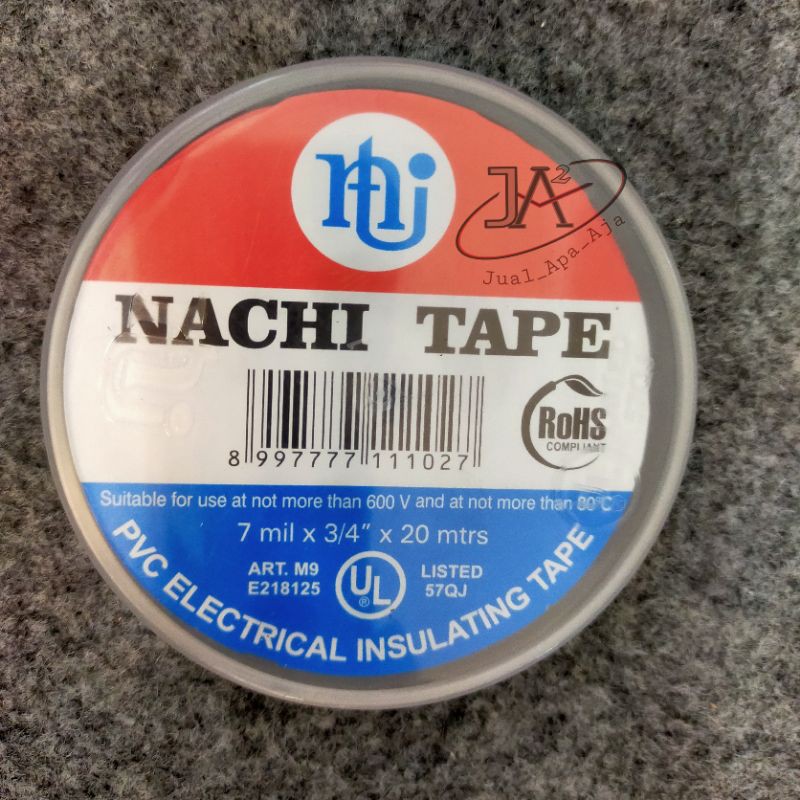 ntj
JA²
Jual_Apa_Aja
NACHI TAPE
8 997777 111027
RoHS
COMPLIANT
Suitable for use at not more than 600 V and at not more than 80°C
7 mil x 3/4" x 20 mtrs
ART. M9
E218125
UL
®
LISTED
57QJ
PVC ELECTRICAL INSULATING TAPE